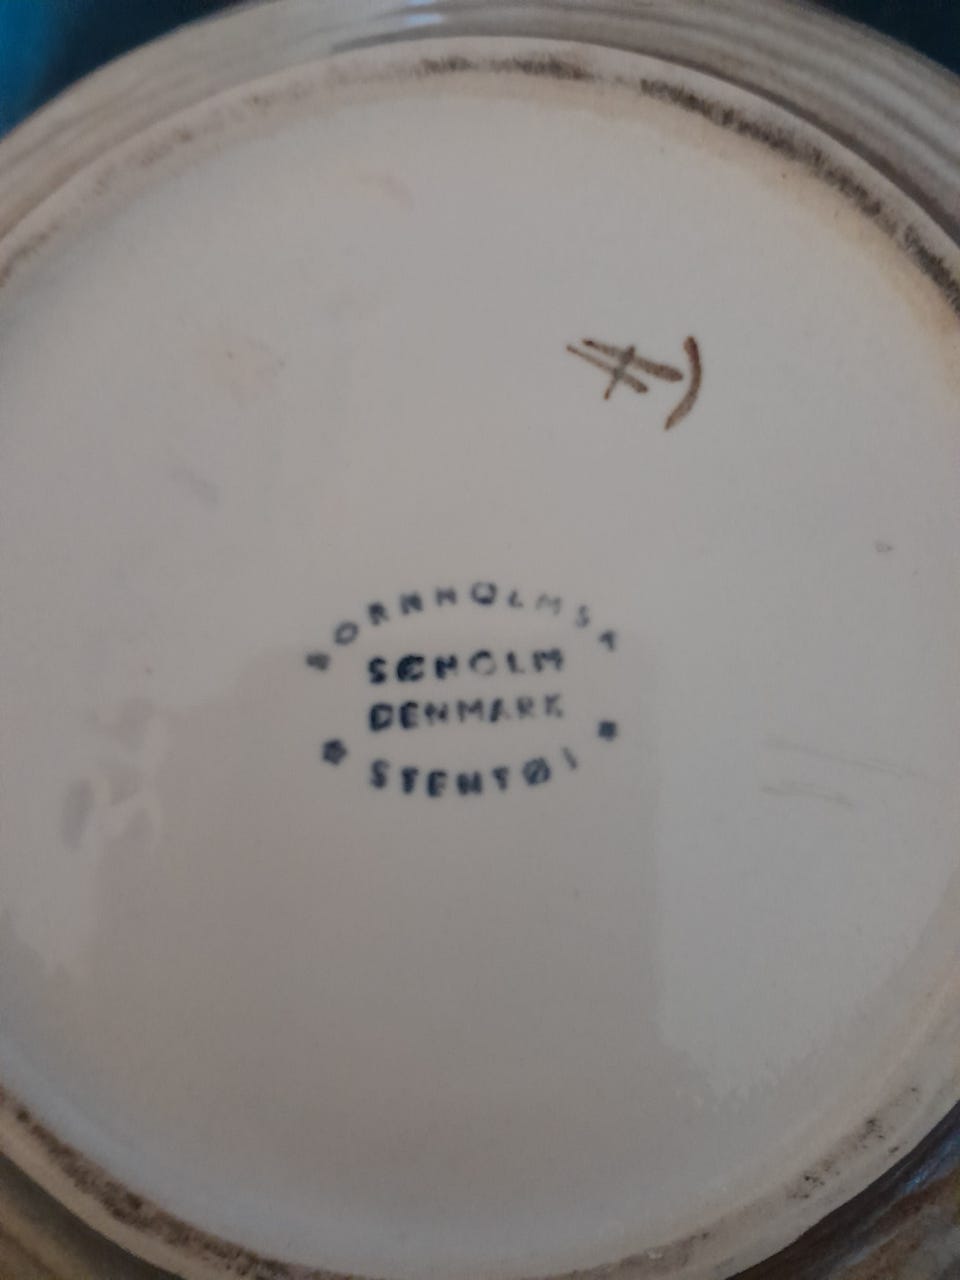 BORNHOLMSK
SØHOLM
DENMARK
* STENTØJ *